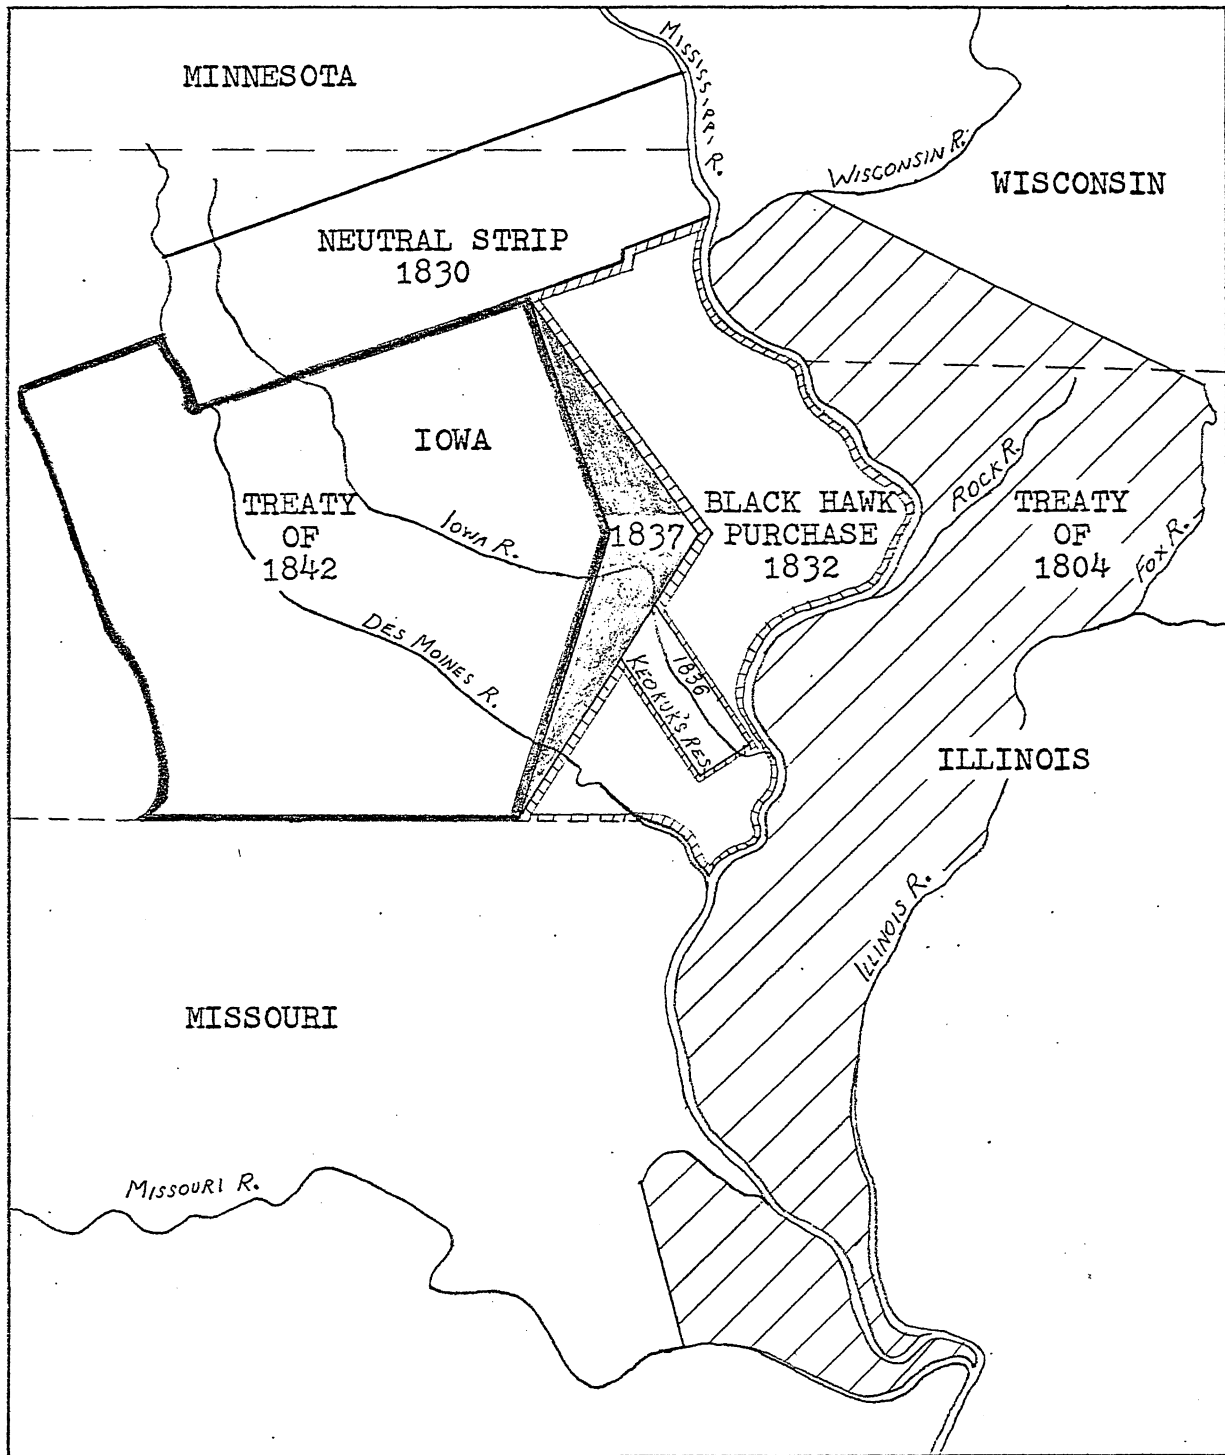 MINNESOTA
MISSISSIPPI R.
WISCONSIN R.
WISCONSIN
NEUTRAL STRIP
1830
IOWA
TREATY
OF
1842
IOWA R.
1837
BLACK HAWK
PURCHASE
1832
ROCK R.
TREATY
OF
1804
FOX R.
DES MOINES R.
1836
KEOKUK'S RES.
ILLINOIS
ILLINOIS R.
MISSOURI
MISSOURI R.